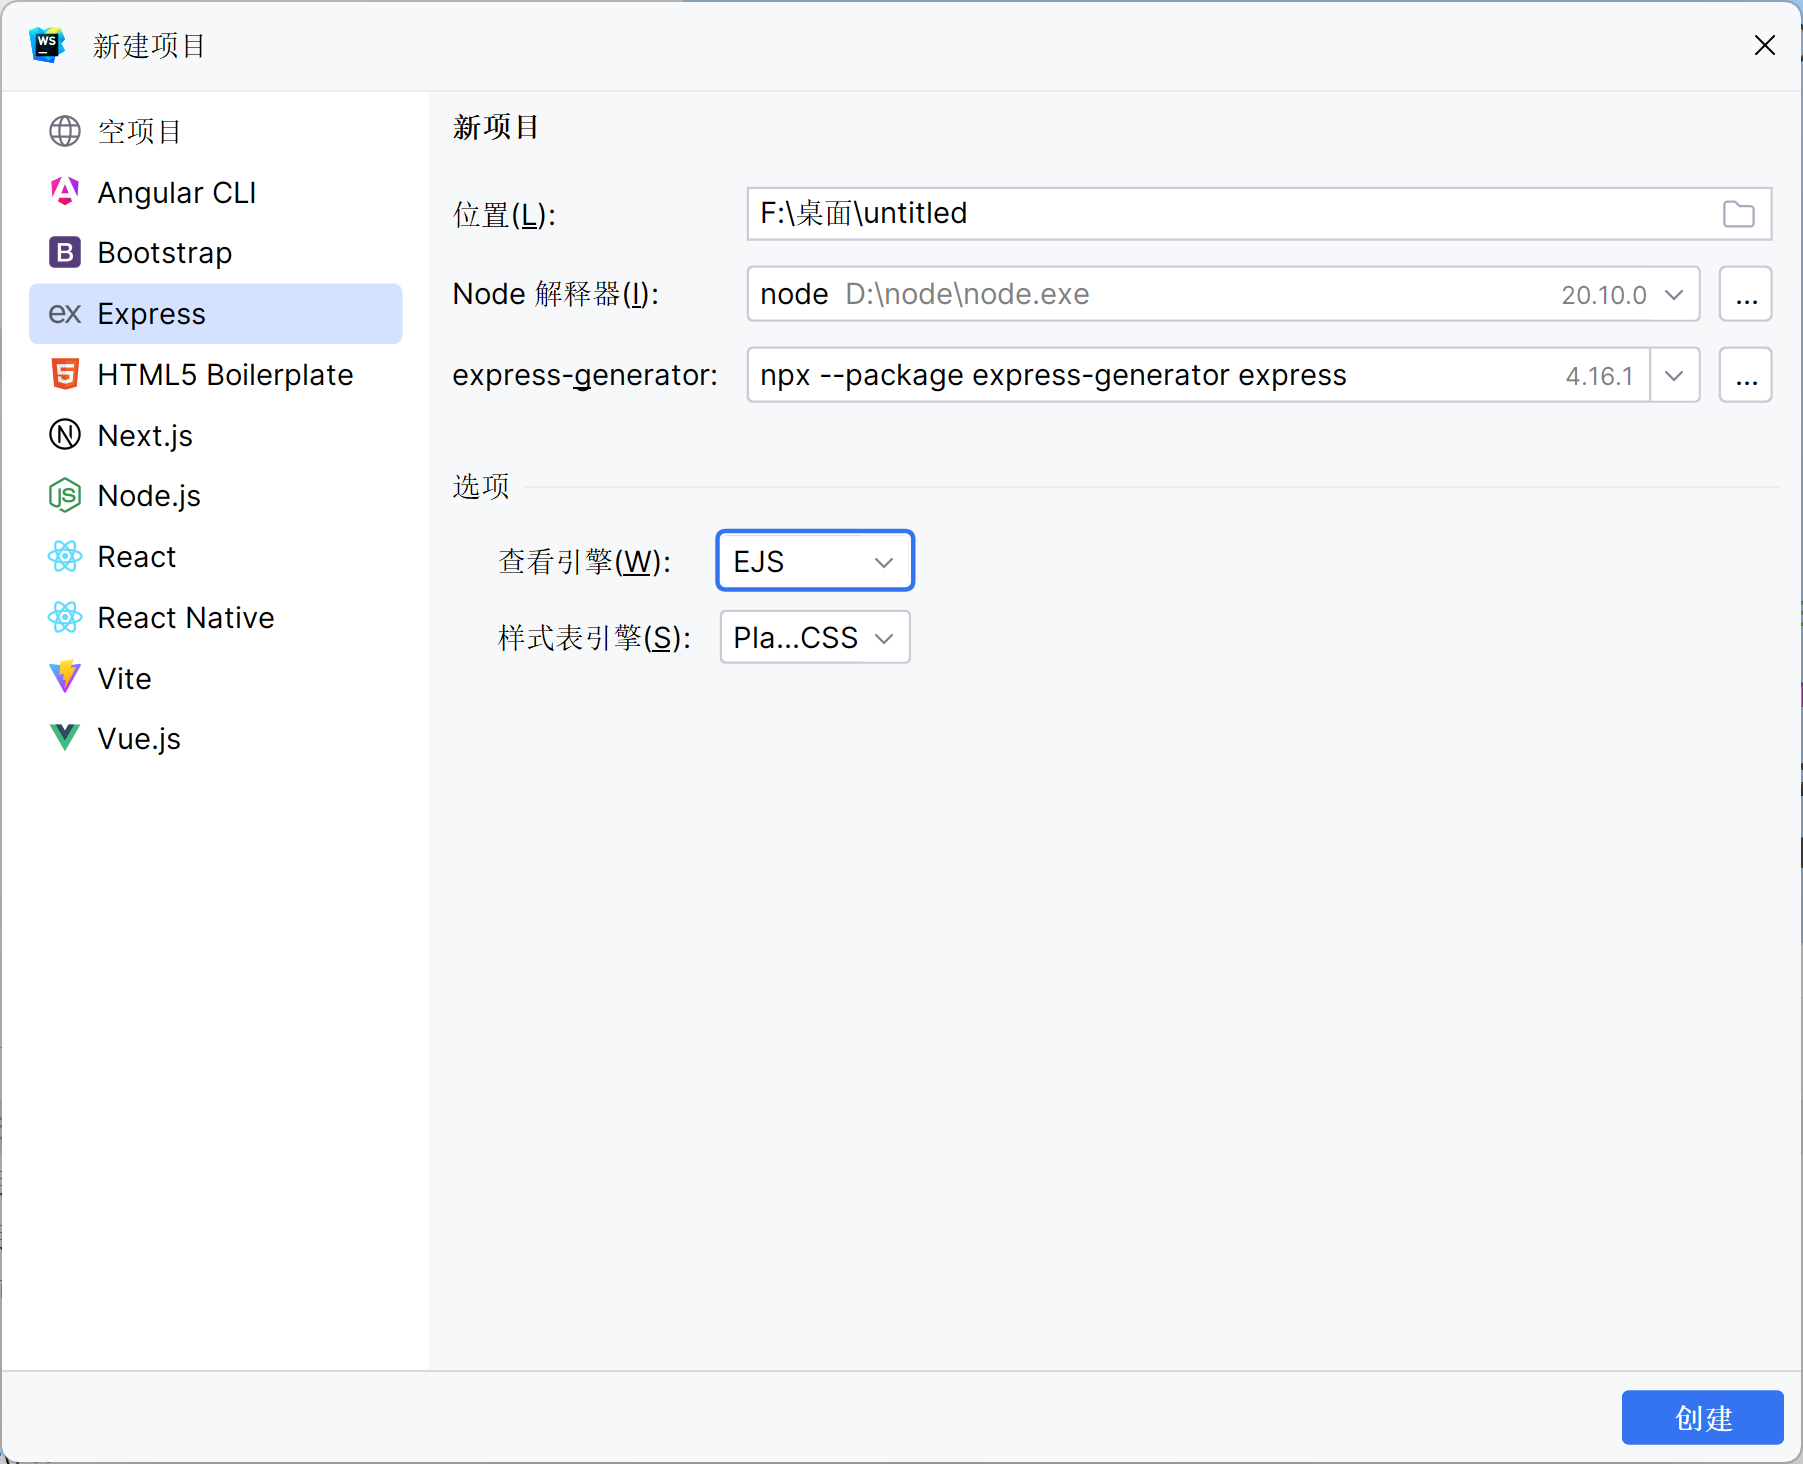 WS
新建项目
空项目
Angular CLI
Bootstrap
ex Express
HTML5 Boilerplate
Next.js
Node.js
React
React Native
Vite
Vue.js
新项目
位置(L):
F:\桌面\untitled
Node 解释器(I):
node D:\node\node.exe 20.10.0
...
express-generator:
npx --package express-generator express 4.16.1
...
选项
查看引擎(W):
EJS
样式表引擎(S):
Pla...CSS
创建